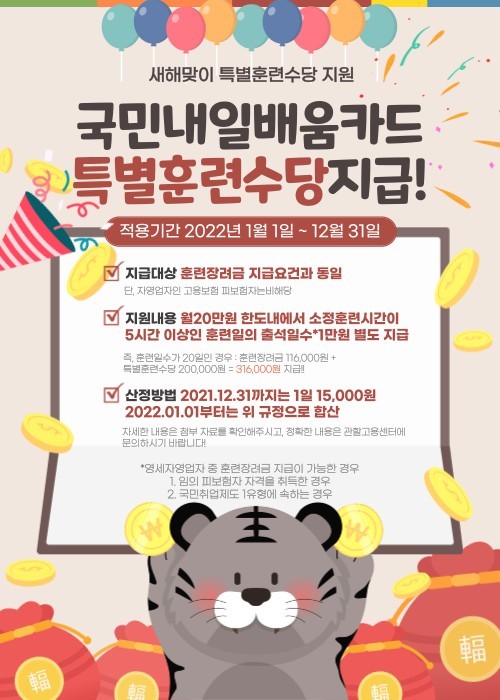 새해맞이 특별훈련수당 지원
국민내일배움카드
특별훈련수당지급!
적용기간 2022년 1월 1일 ~ 12월 31일
지급대상 훈련장려금 지급요건과 동일
단, 자영업자인 고용보험 피보험자는비해당
지원내용 월20만원 한도내에서 소정훈련시간이
5시간 이상인 훈련일의 출석일수*1만원 별도 지급
즉, 훈련일수가 20일인 경우 : 훈련장려금 116,000원 +
특별훈련수당 200,000원 = 316,000원 지급!!
산정방법 2021.12.31까지는 1일 15,000원
2022.01.01부터는 위 규정으로 합산
자세한 내용은 첨부 자료를 확인해주시고, 정확한 내용은 관할고용센터에
문의하시기 바랍니다!
*영세자영업자 중 훈련장려금 지급이 가능한 경우
1. 임의 피보험자 자격을 취득한 경우
2. 국민취업제도 1유형에 속하는 경우
₩ ₩
輻 輻 輻 輻